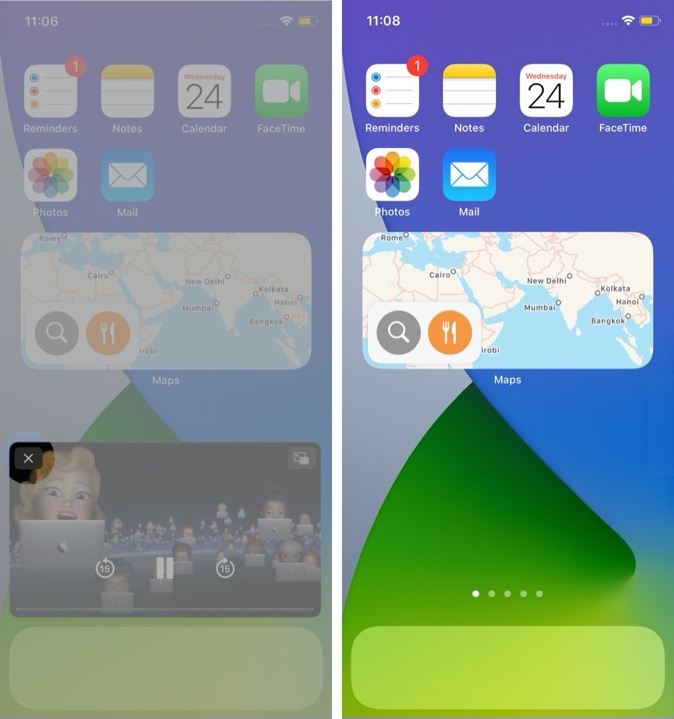 11:06
1
Wednesday
24
Reminders
Notes
Calendar
FaceTime
Photos
Mail
Rome
Cairo
New Delhi
Kolkata
Mumbai
Hanoi
Bangkok
irobi
Maps
15
15
11:08
1
Wednesday
24
Reminders
Notes
Calendar
FaceTime
Photos
Mail
Rome
Cairo
New Delhi
Kolkata
Mumbai
Hanoi
Bangkok
irobi
Maps